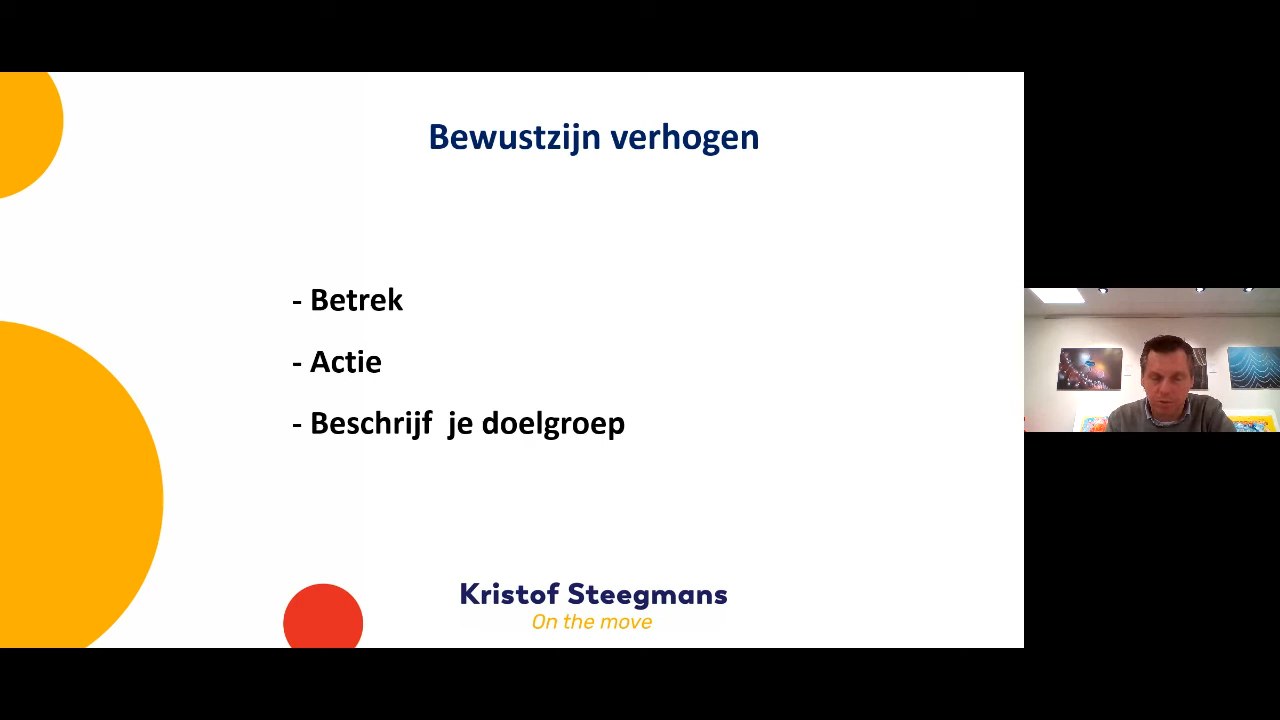 Bewustzijn verhogen
- Betrek
- Actie
- Beschrijf je doelgroep
Kristof Steegmans
On the move